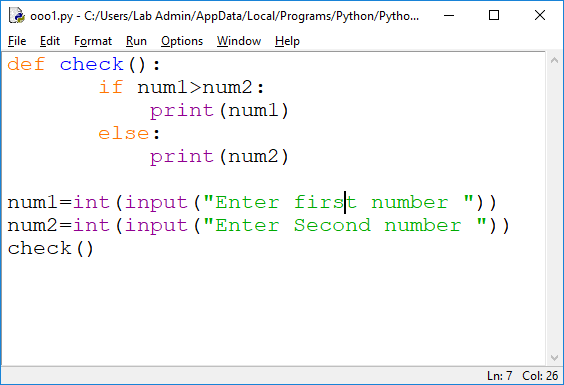 ooo1.py - C:/Users/Lab Admin/AppData/Local/Programs/Python/Pytho...
File Edit Format Run Options Window Help
def check():
        if num1>num2:
            print(num1)
        else:
            print(num2)
num1=int(input("Enter first number "))
num2=int(input("Enter Second number "))
check()
Ln: 7 Col: 26